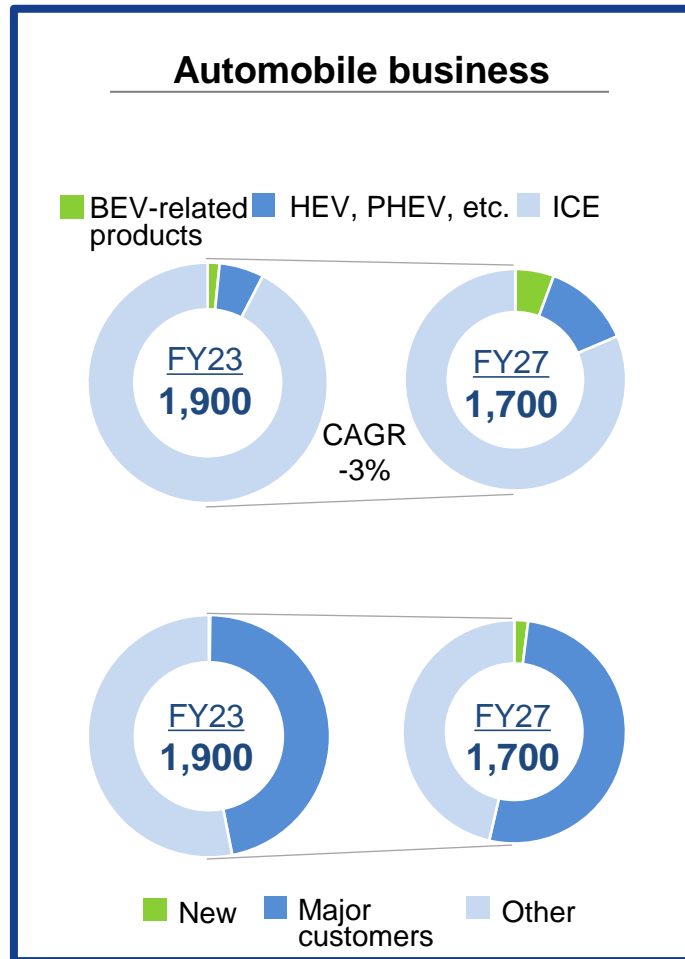 Automobile business
BEV-related
products
HEV, PHEV, etc.
ICE
FY23
1,900
FY27
1,700
CAGR
-3%
FY23
1,900
FY27
1,700
New
Major
customers
Other